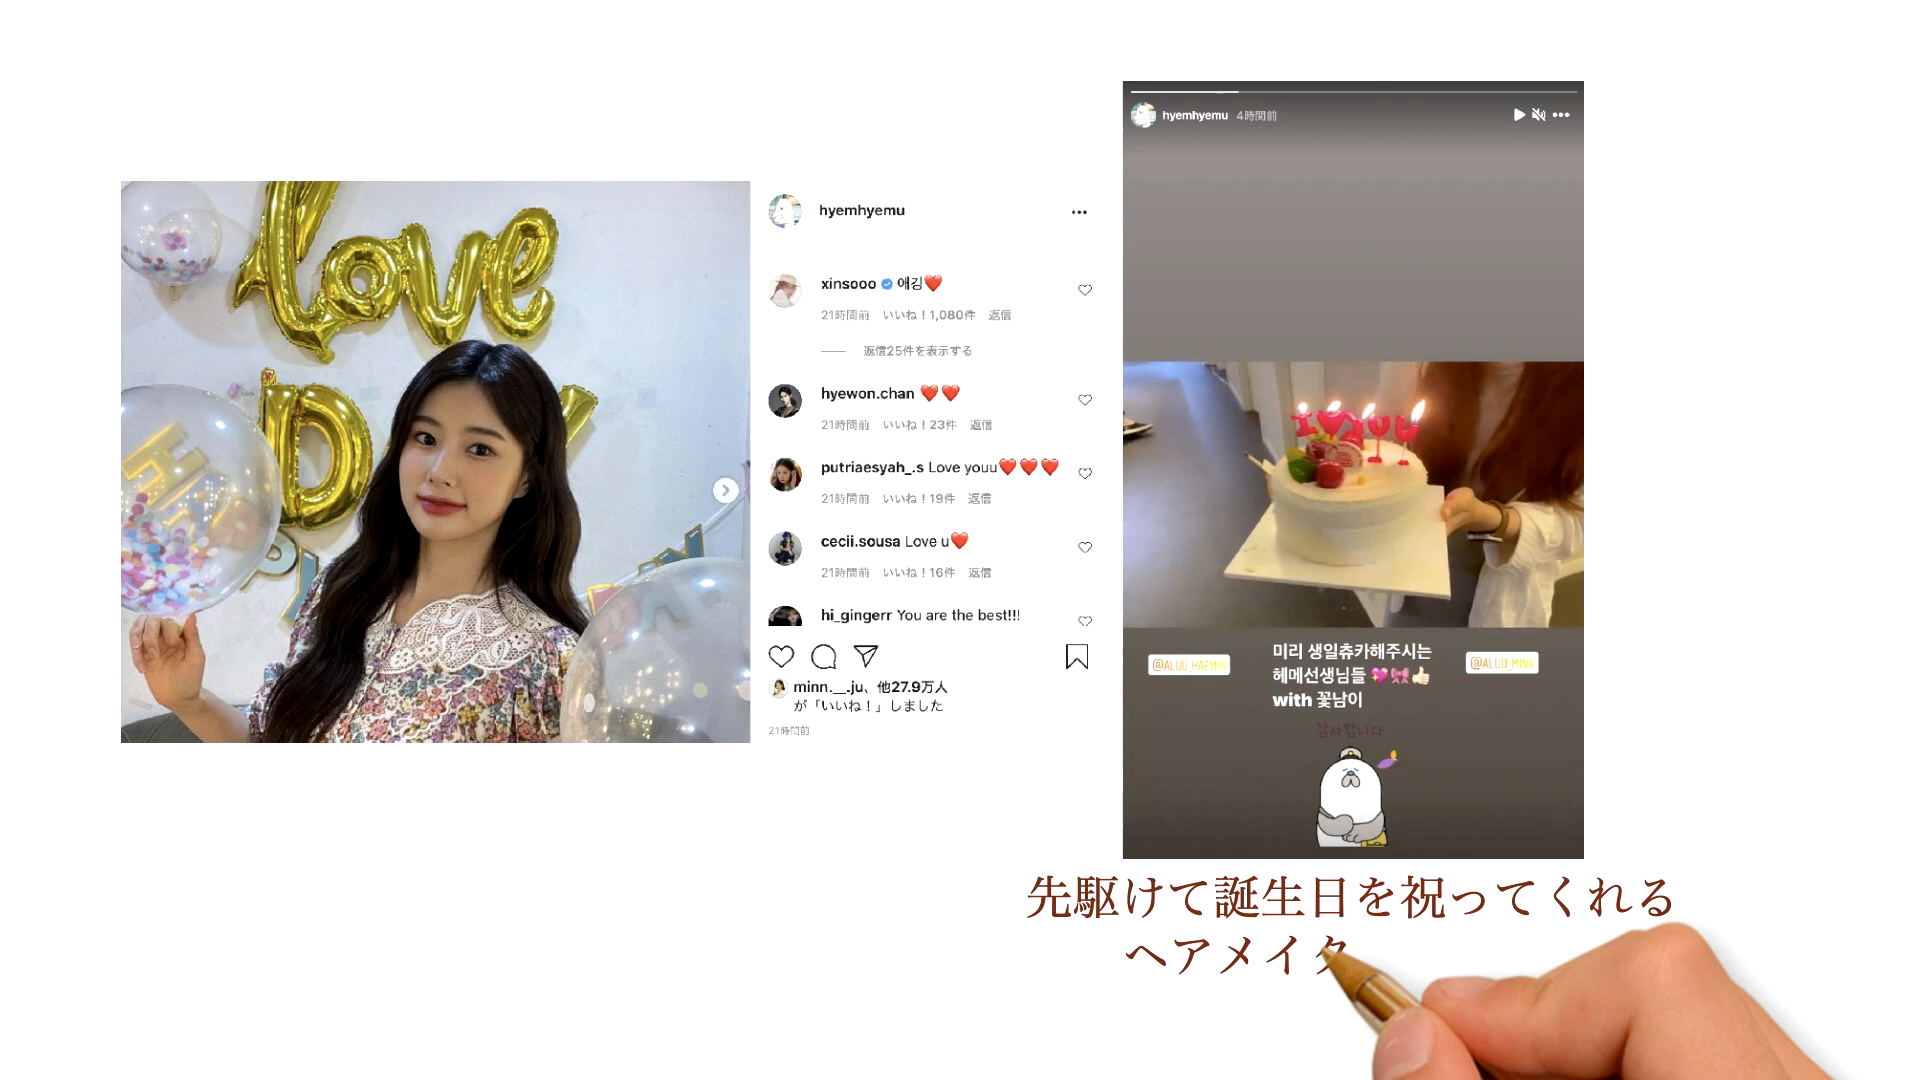 love
D Y
hyemhyemu
xinsooo 애깅❤️
21時間前 いいね！1,080件 返信
返信25件を表示する
hyewon.chan ❤️❤️
21時間前 いいね！23件 返信
putriaesyah_.s Love youu❤️❤️❤️
21時間前 いいね！19件 返信
cecii.sousa Love u❤️
21時間前 いいね！16件 返信
hi_gingerr You are the best!!!
minn.__.ju、他27.9万人
が「いいね！」しました
21時間前
hyemhyemu 4時間前
I ♥ YOU
@ALUU_HAEMIN
미리 생일츄카해주시는
헤메선생님들 💖🎀👍🏻
with 꽃남이
@ALUU_MINA
감사합니다
先駆けて誕生日を祝ってくれる
ヘアメイク